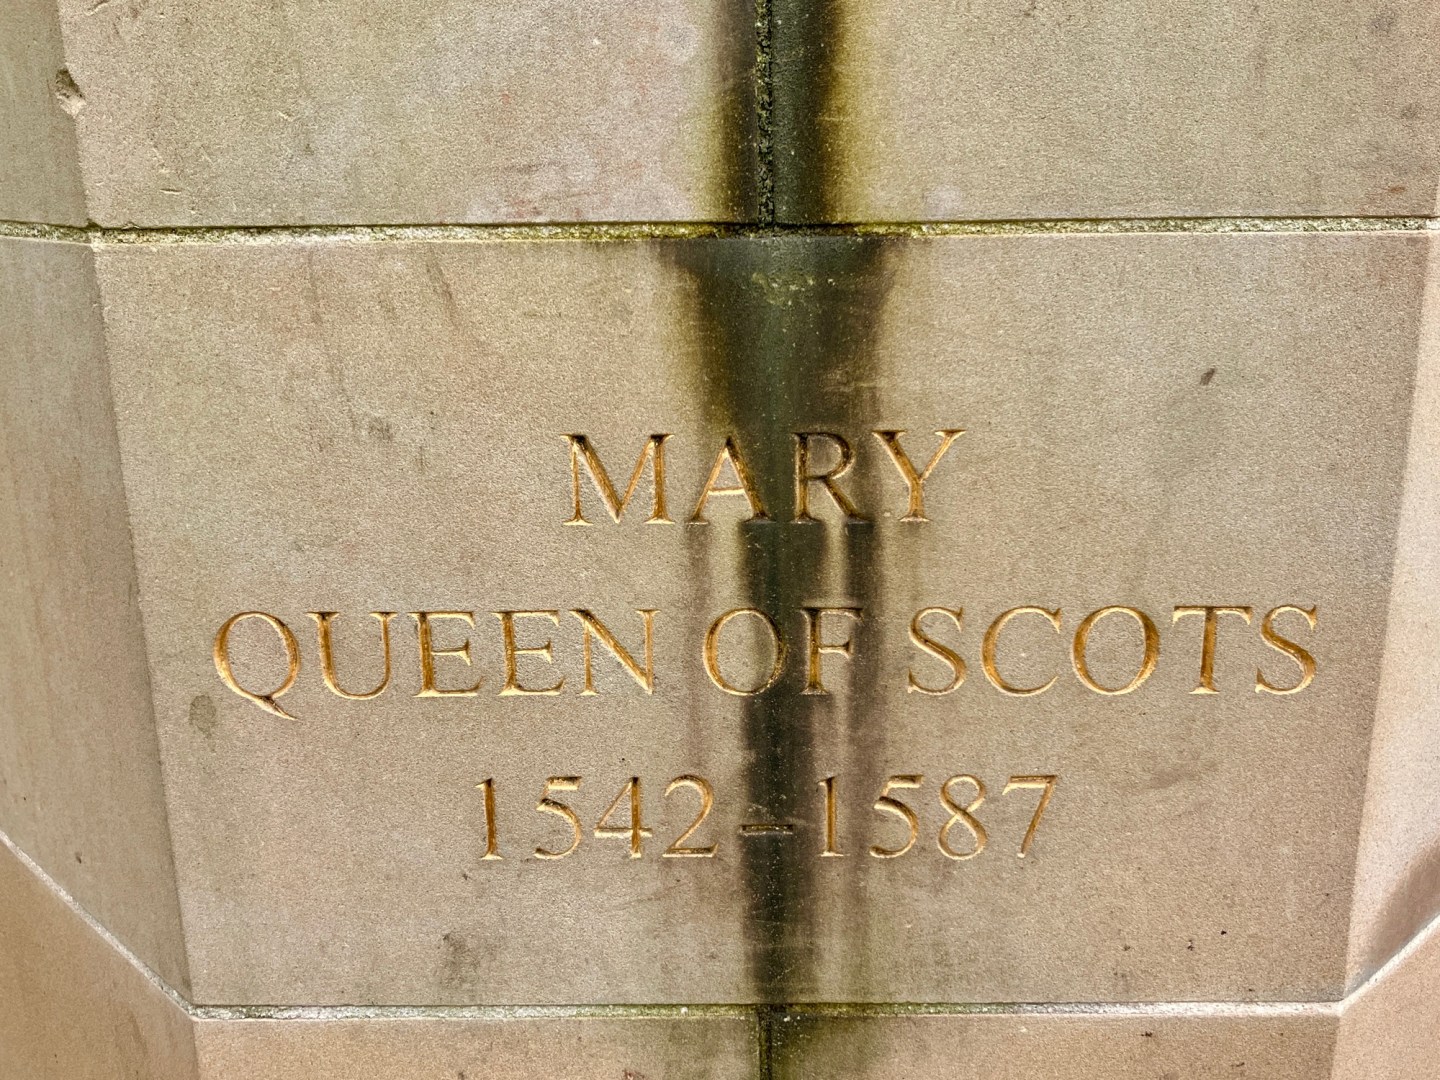 MARY
QUEEN OF SCOTS
1542 – 1587